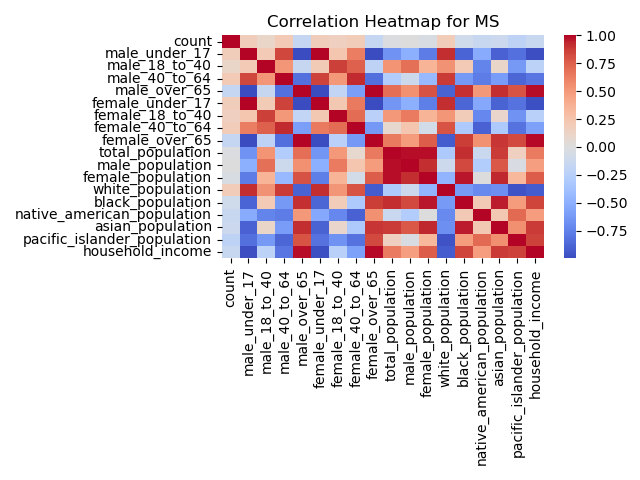 Correlation Heatmap for MS
count
male_under_17
male_18_to_40
male_40_to_64
male_over_65
female_under_17
female_18_to_40
female_40_to_64
female_over_65
total_population
male_population
female_population
white_population
black_population
native_american_population
asian_population
pacific_islander_population
household_income
count
male_under_17
male_18_to_40
male_40_to_64
male_over_65
female_under_17
female_18_to_40
female_40_to_64
female_over_65
total_population
male_population
female_population
white_population
black_population
native_american_population
asian_population
pacific_islander_population
household_income
1.00
0.75
0.50
0.25
0.00
−0.25
−0.50
−0.75